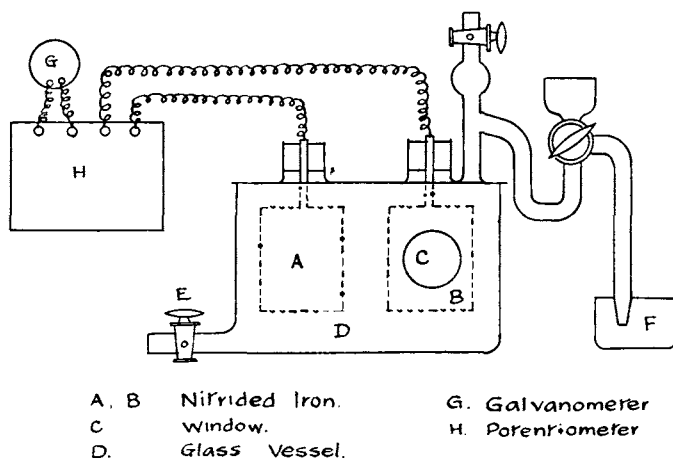 G
H
A
C
B
E
D
F
A, B Nitrided Iron.
C Window.
D. Glass Vessel.
G. Galvanometer
H. Potentiometer